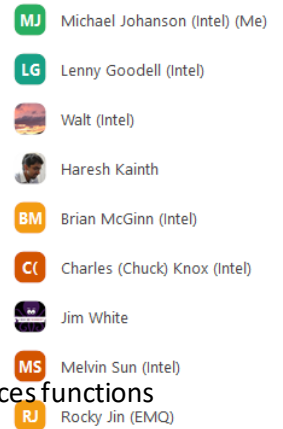 MJ Michael Johanson (Intel) (Me)
LG Lenny Goodell (Intel)
Walt (Intel)
Haresh Kainth
BM Brian McGinn (Intel)
C( Charles (Chuck) Knox (Intel)
Jim White
MS Melvin Sun (Intel)
ces functions
RJ Rocky Jin (EMQ)